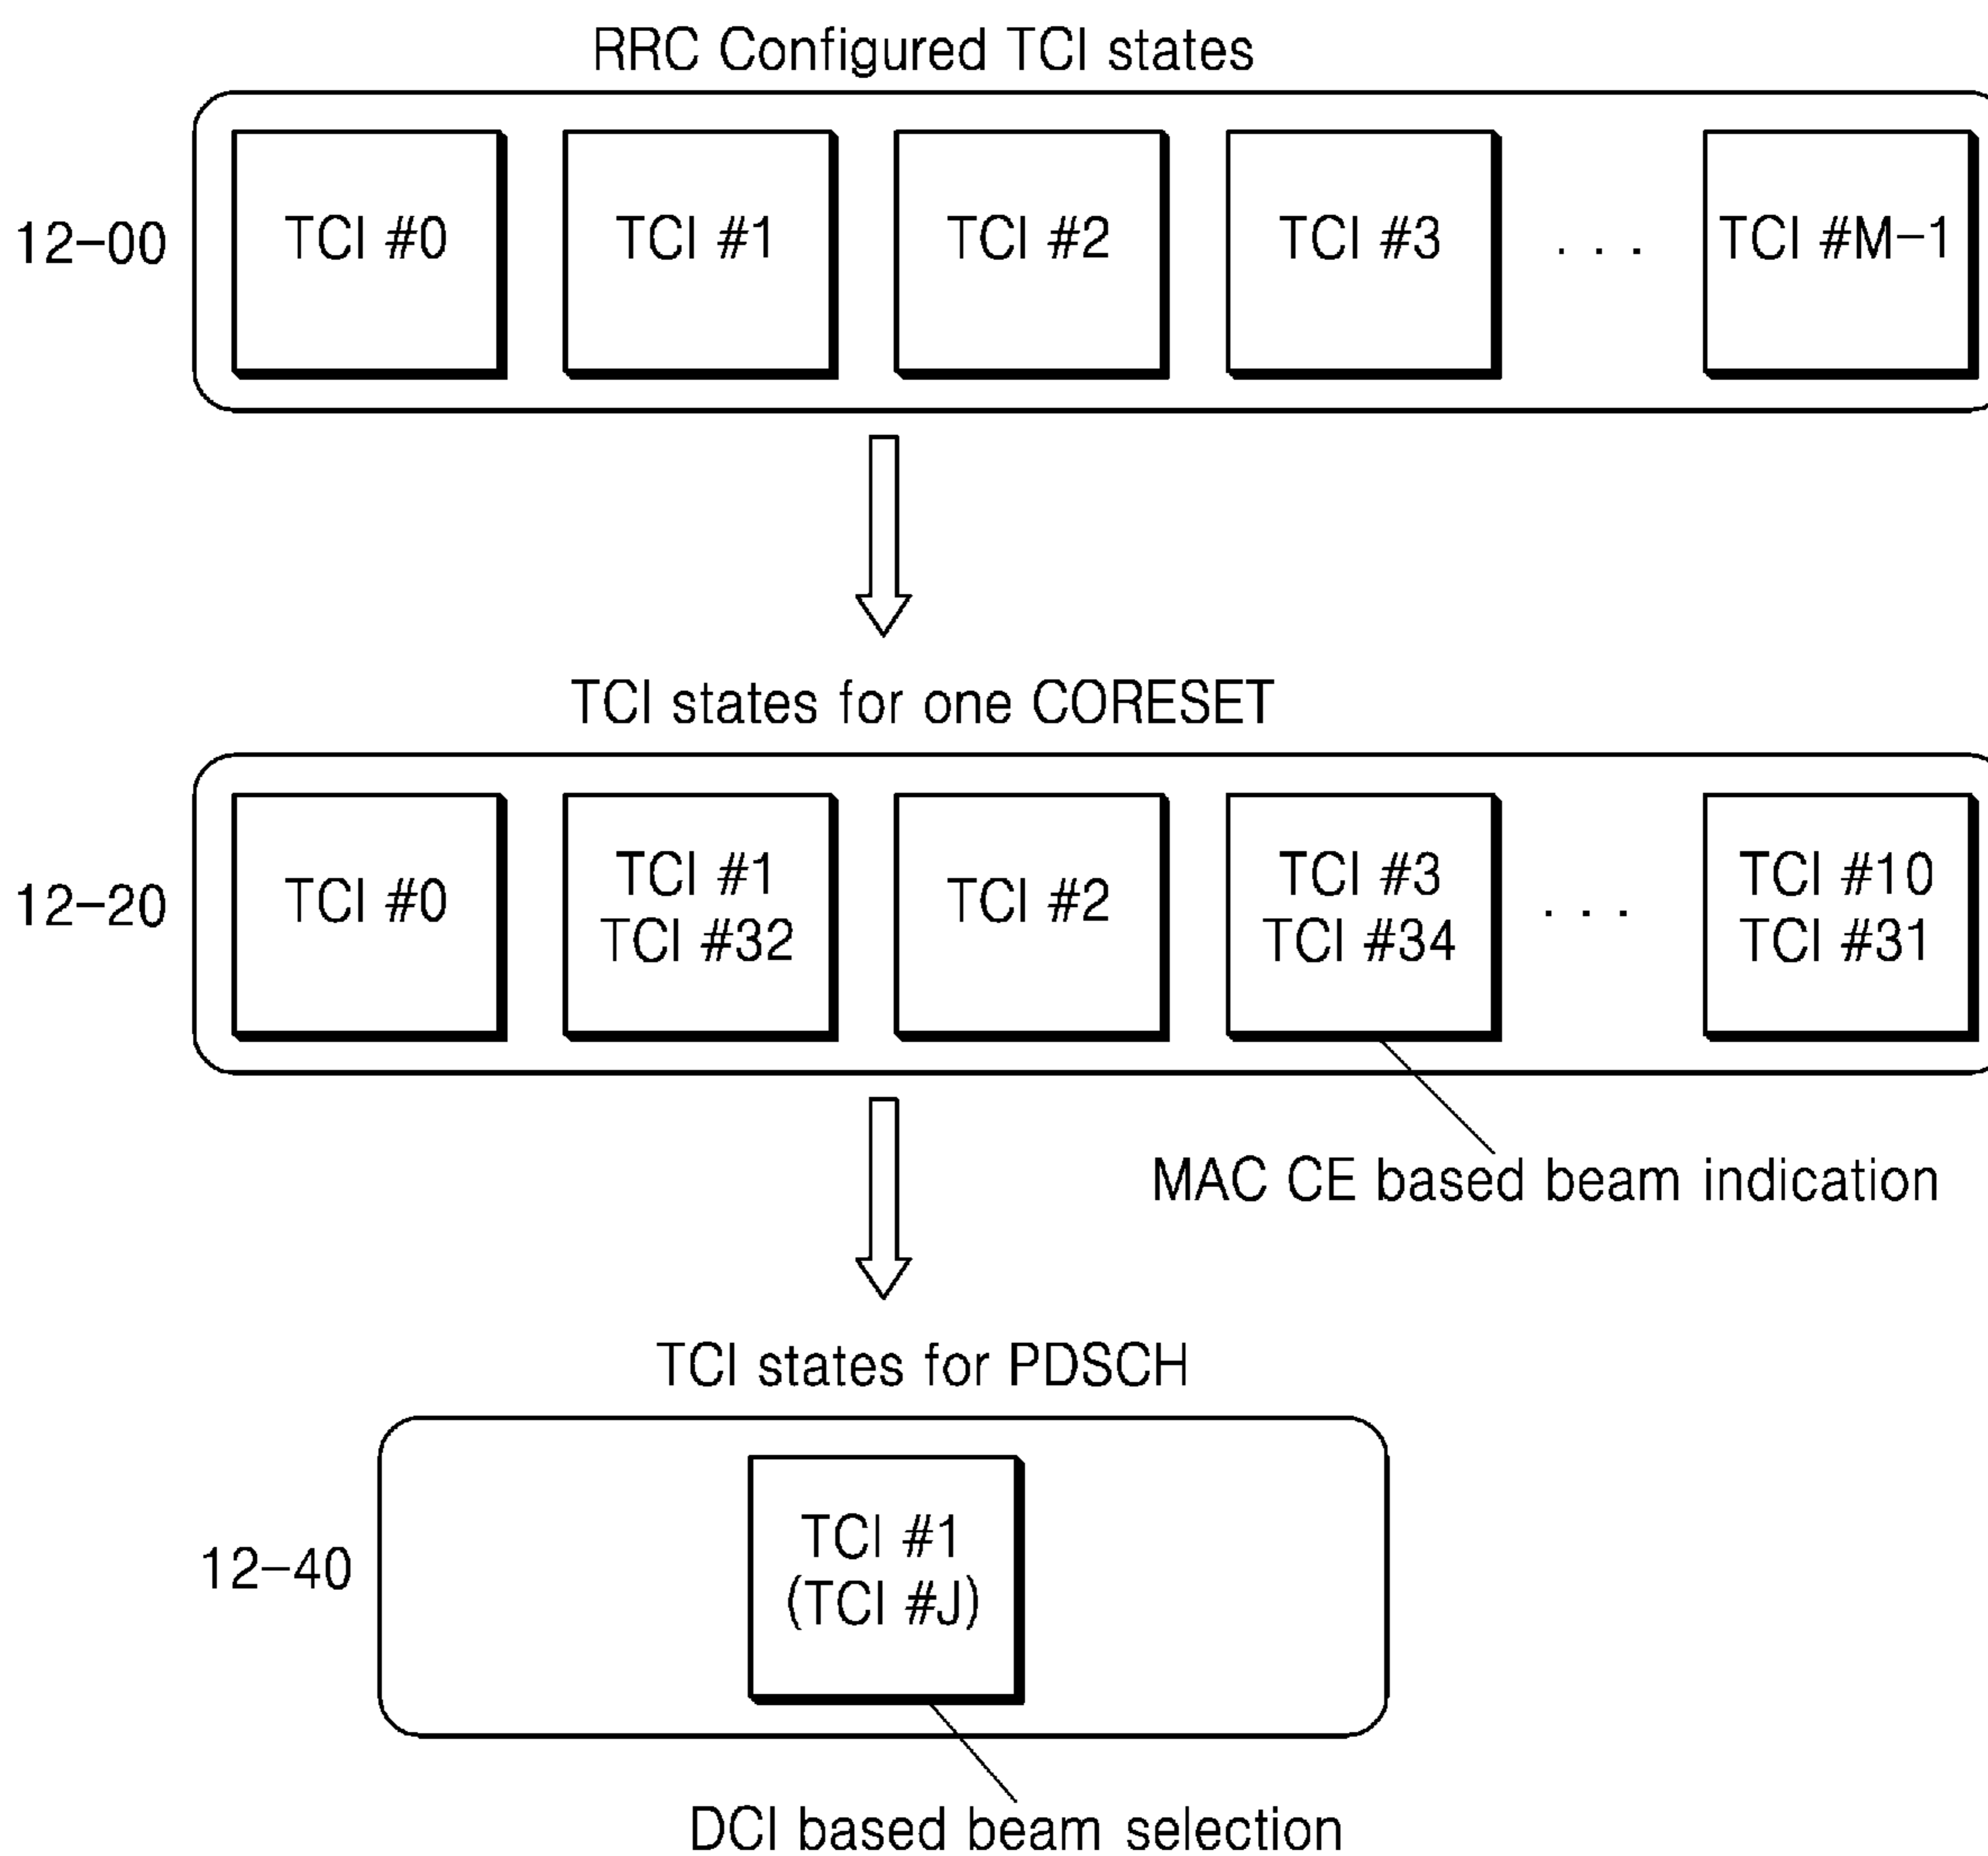 RRC Configured TCI states
12-00
TCI #0
TCI #1
TCI #2
TCI #3
. . .
TCI #M-1
TCI states for one CORESET
12-20
TCI #0
TCI #1
TCI #32
TCI #2
TCI #3
TCI #34
. . .
TCI #10
TCI #31
MAC CE based beam indication
TCI states for PDSCH
12-40
TCI #1
(TCI #J)
DCI based beam selection